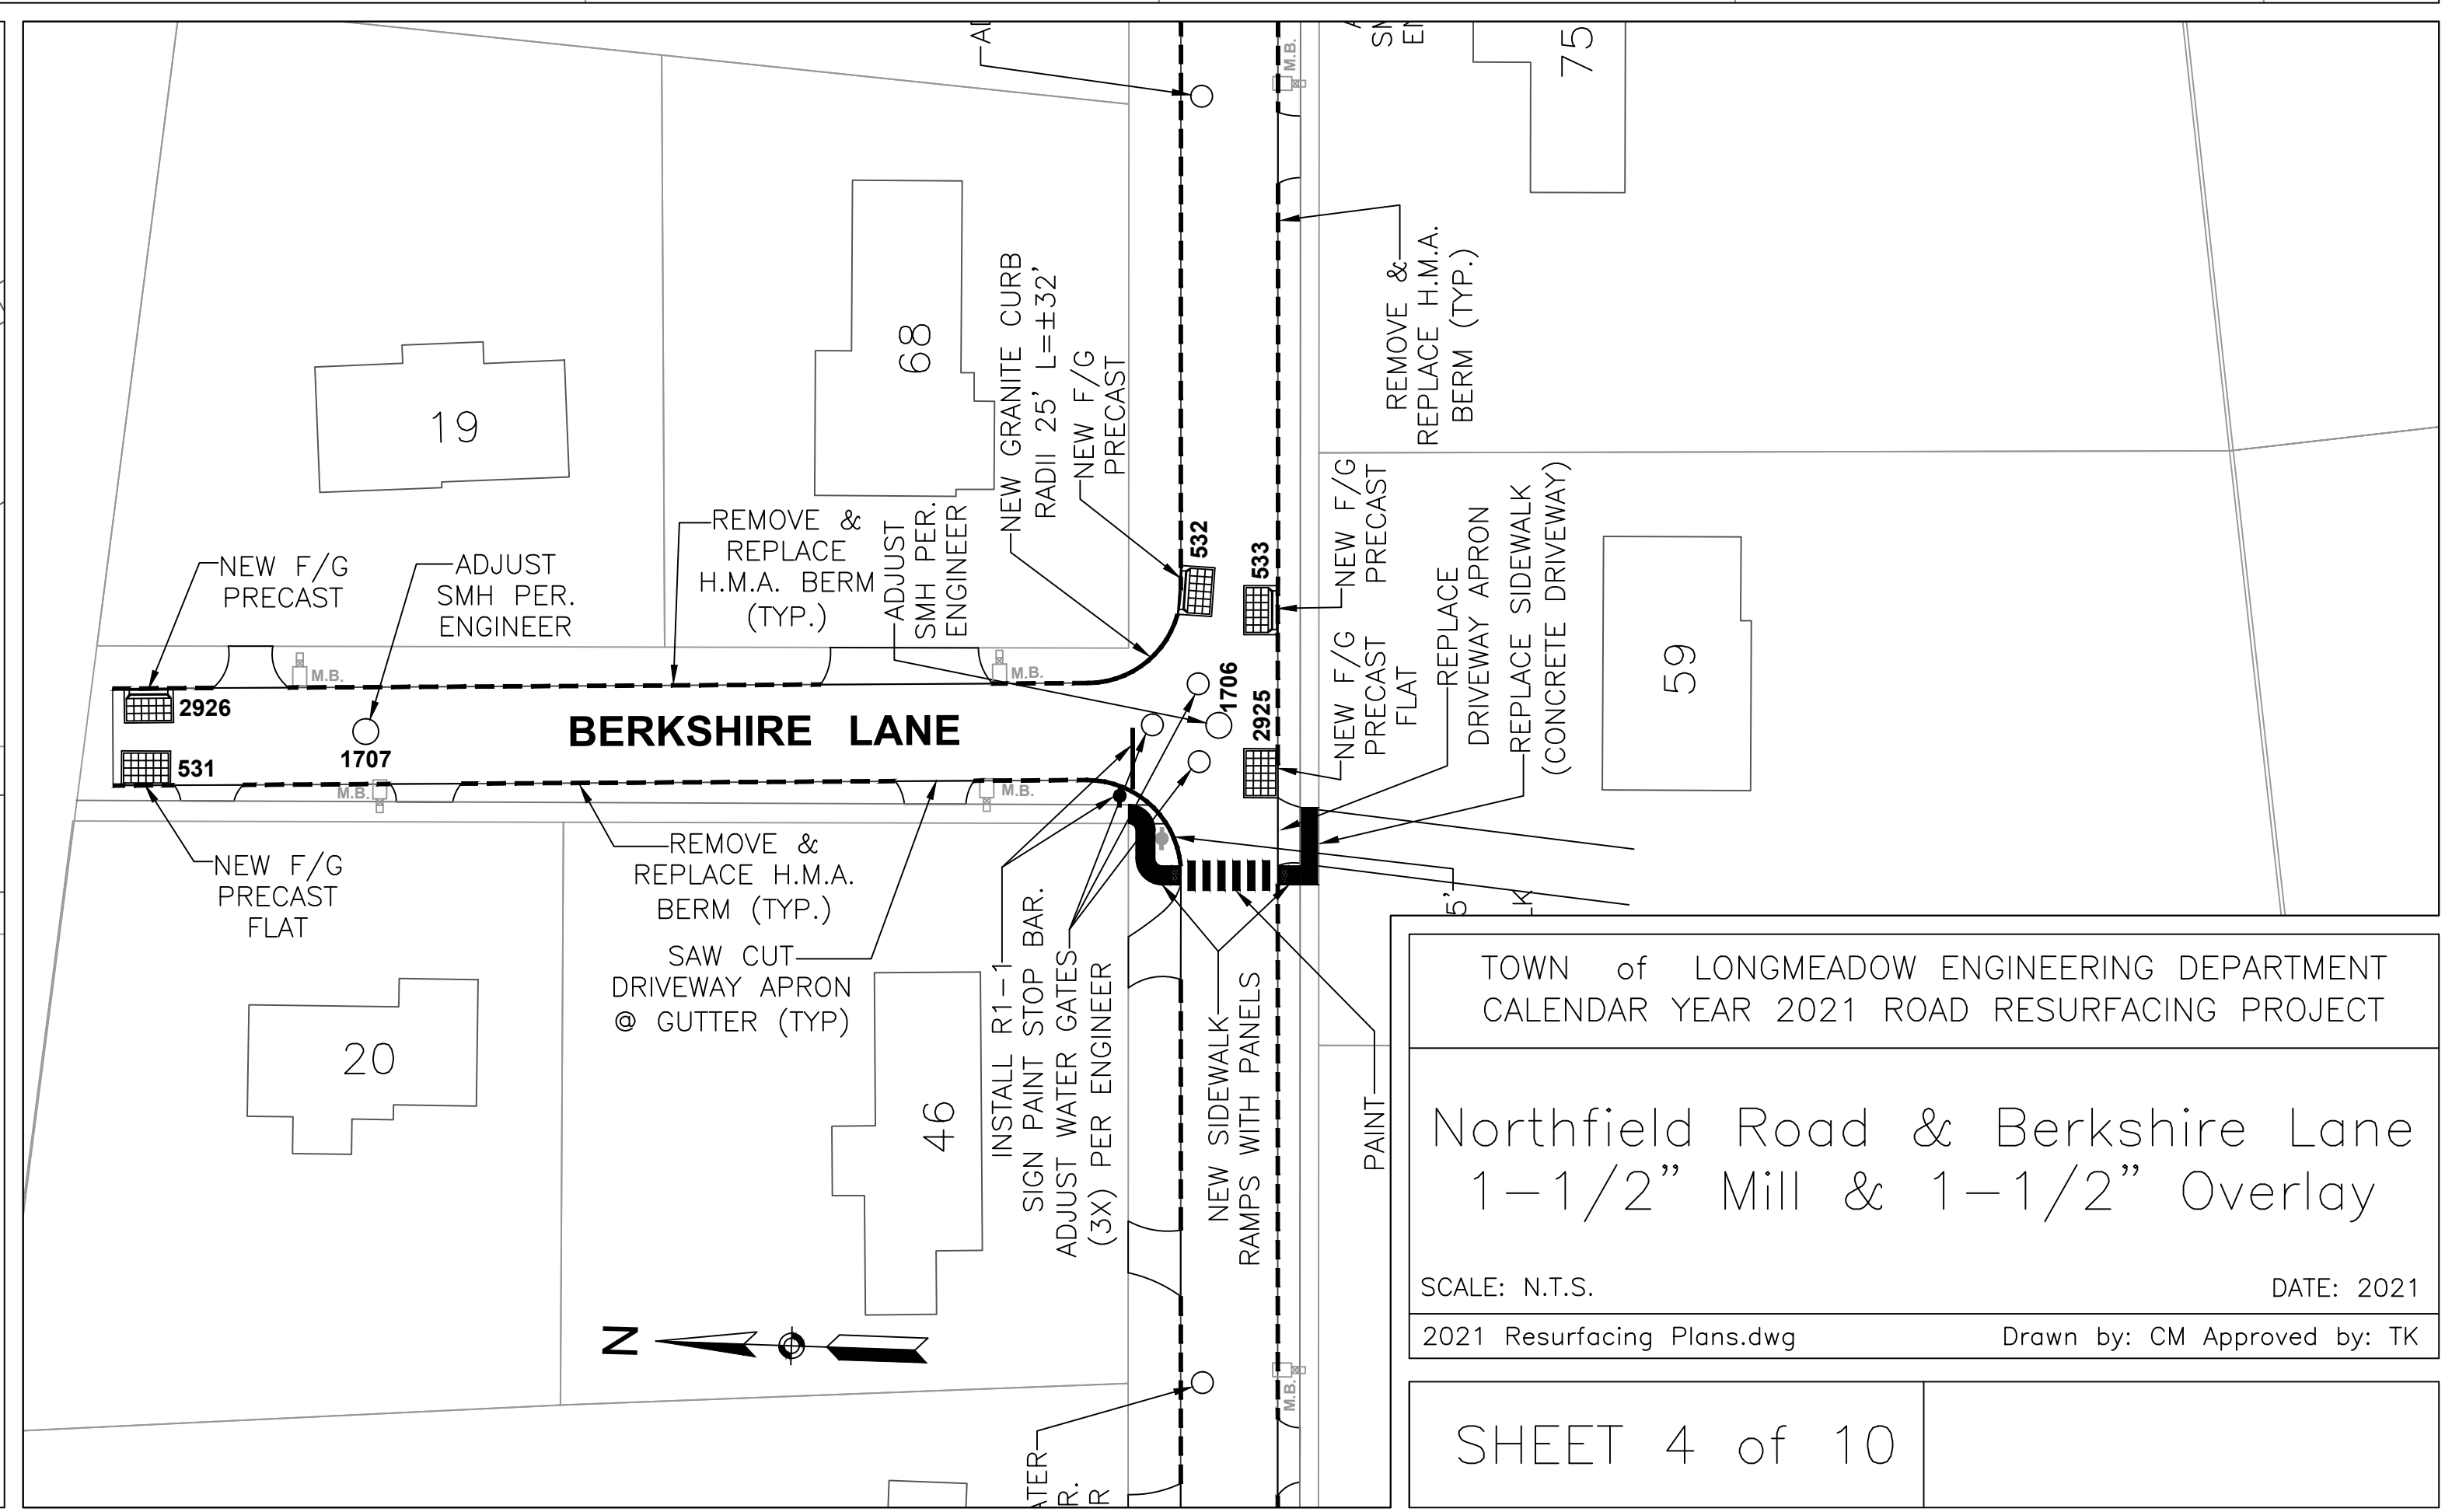 75
M.B.
68
19
NEW GRANITE CURB
RADII 25' L=±32'
NEW F/G
PRECAST
REMOVE &
REPLACE H.M.A.
BERM (TYP.)
NEW F/G
PRECAST
ADJUST
SMH PER.
ENGINEER
REMOVE &
REPLACE
H.M.A. BERM
(TYP.)
ADJUST
SMH PER.
ENGINEER
532
533
NEW F/G
PRECAST
NEW F/G
PRECAST
FLAT
REPLACE
DRIVEWAY APRON
REPLACE SIDEWALK
(CONCRETE DRIVEWAY)
59
M.B.
M.B.
2926
1706
2925
BERKSHIRE LANE
531
1707
M.B.
M.B.
NEW F/G
PRECAST
FLAT
REMOVE &
REPLACE H.M.A.
BERM (TYP.)
SAW CUT
DRIVEWAY APRON
@ GUTTER (TYP)
20
46
INSTALL R1-1
SIGN PAINT STOP BAR.
ADJUST WATER GATES
(3X) PER ENGINEER
NEW SIDEWALK
RAMPS WITH PANELS
PAINT
5'
K
N
M.B.
ATER
R.
R
TOWN of LONGMEADOW ENGINEERING DEPARTMENT
CALENDAR YEAR 2021 ROAD RESURFACING PROJECT
Northfield Road & Berkshire Lane
1-1/2" Mill & 1-1/2" Overlay
SCALE: N.T.S. DATE: 2021
2021 Resurfacing Plans.dwg Drawn by: CM Approved by: TK
SHEET 4 of 10